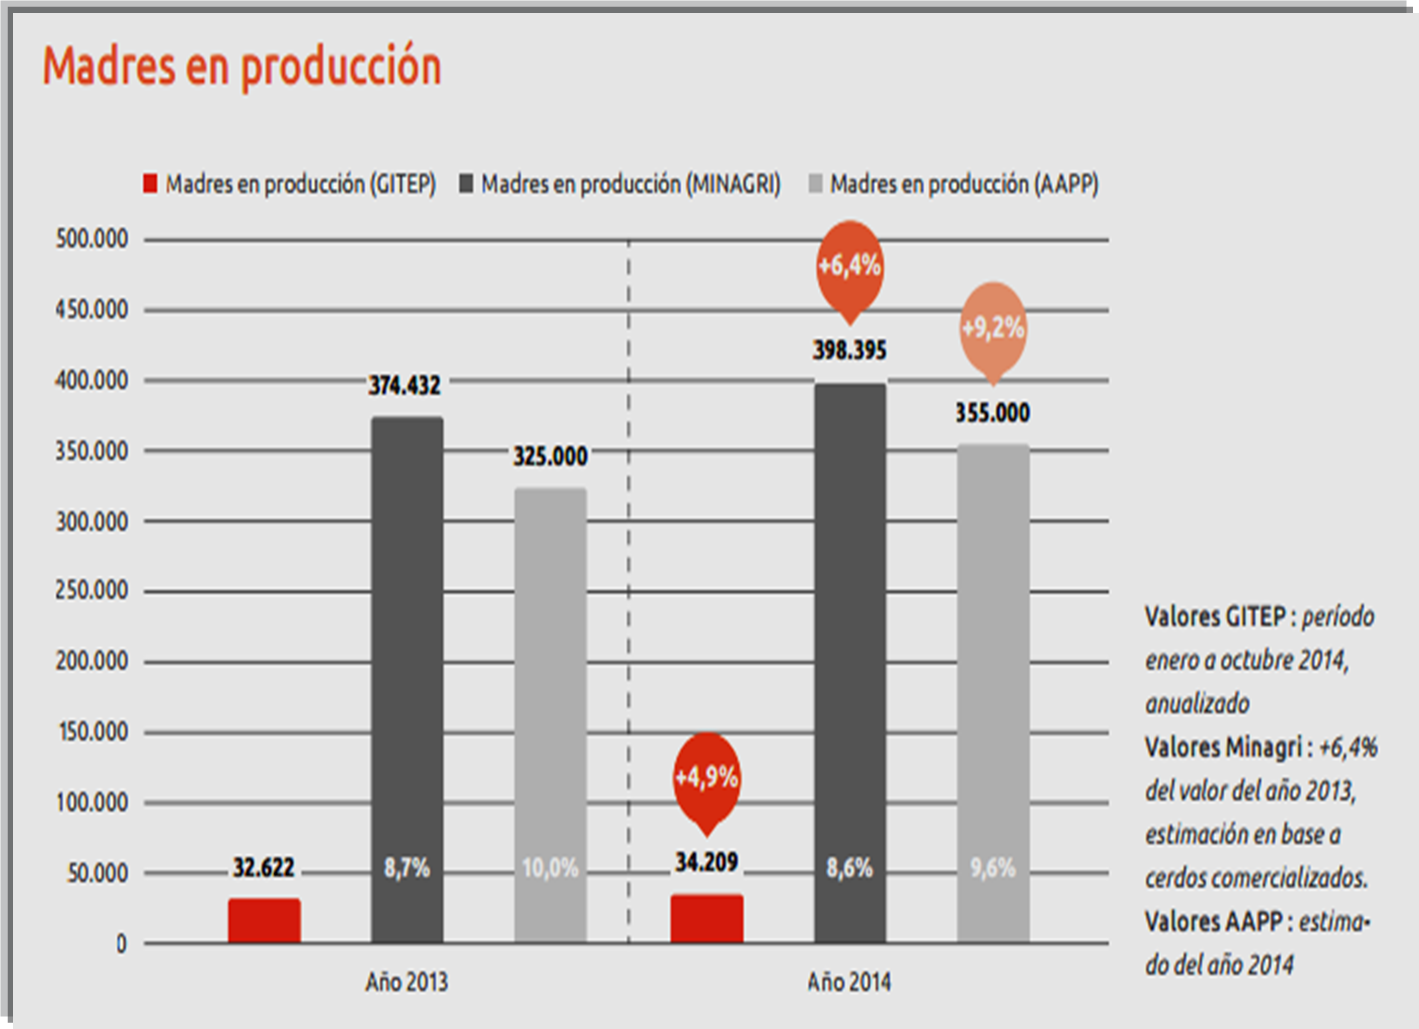 Madres en producción
Madres en producción (GITEP) Madres en producción (MINAGRI) Madres en producción (AAPP)
500.000
450.000
400.000
350.000
300.000
250.000
200.000
150.000
100.000
50.000
0
32.622
374.432
8,7%
325.000
10,0%
+4,9%
34.209
+6,4%
398.395
8,6%
+9,2%
355.000
9,6%
Año 2013
Año 2014
Valores GITEP : período
enero a octubre 2014,
anualizado
Valores Minagri : +6,4%
del valor del año 2013,
estimación en base a
cerdos comercializados.
Valores AAPP : estima-
do del año 2014